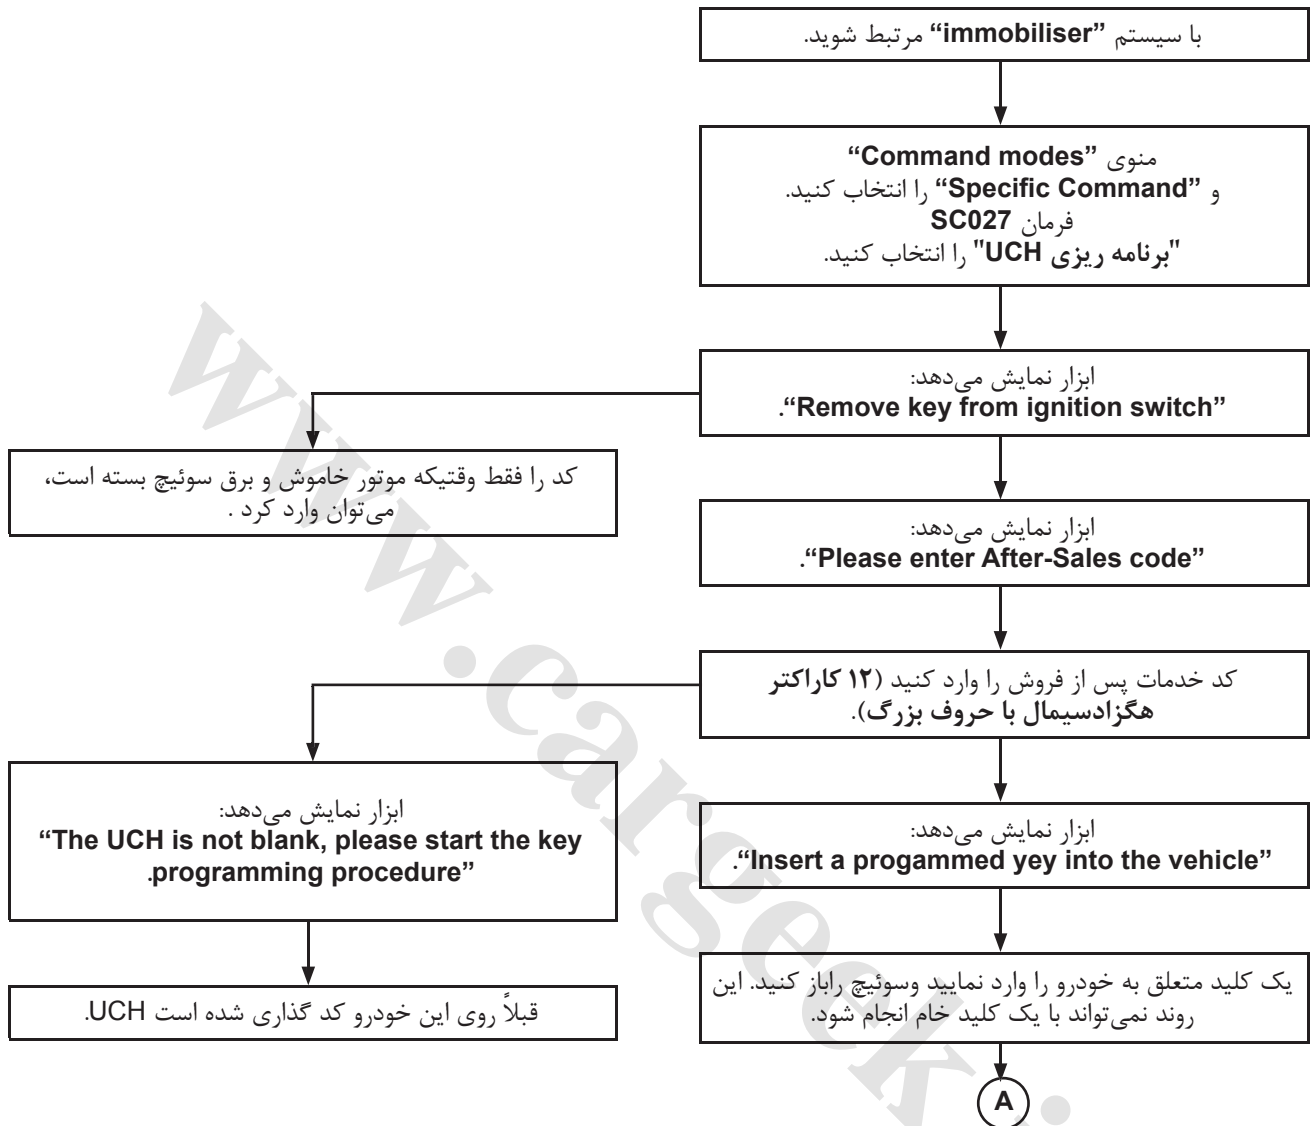 با سیستم “immobiliser” مرتبط شوید.
منوی “Command modes”
و “Specific Command” را انتخاب کنید.
فرمان SC027
"برنامه ریزی UCH" را انتخاب کنید.
ابزار نمایش می‌دهد:
“Remove key from ignition switch”.
کد را فقط وقتیکه موتور خاموش و برق سوئیچ بسته است،
می‌توان وارد کرد .
ابزار نمایش می‌دهد:
“Please enter After-Sales code”.
کد خدمات پس از فروش را وارد کنید (۱۲ کاراکتر
هگزادسیمال با حروف بزرگ).
ابزار نمایش می‌دهد:
“The UCH is not blank, please start the key
programming procedure”.
ابزار نمایش می‌دهد:
“Insert a progammed yey into the vehicle”.
قبلاً روی این خودرو کد گذاری شده است UCH.
یک کلید متعلق به خودرو را وارد نمایید وسوئیچ راباز کنید. این
روند نمی‌تواند با یک کلید خام انجام شود.
A
www.cargeek.i